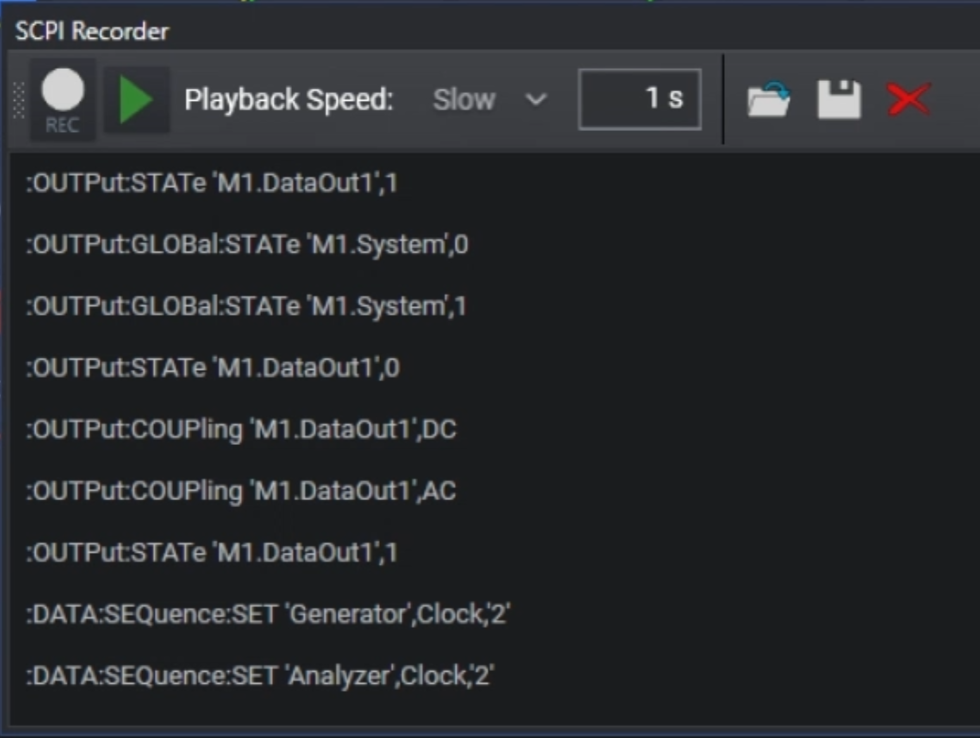 SCPI Recorder
REC
Playback Speed: Slow 1 s
:OUTPut:STATe 'M1.DataOut1',1
:OUTPut:GLOBal:STATe 'M1.System',0
:OUTPut:GLOBal:STATe 'M1.System',1
:OUTPut:STATe 'M1.DataOut1',0
:OUTPut:COUPling 'M1.DataOut1',DC
:OUTPut:COUPling 'M1.DataOut1',AC
:OUTPut:STATe 'M1.DataOut1',1
:DATA:SEQuence:SET 'Generator',Clock,'2'
:DATA:SEQuence:SET 'Analyzer',Clock,'2'